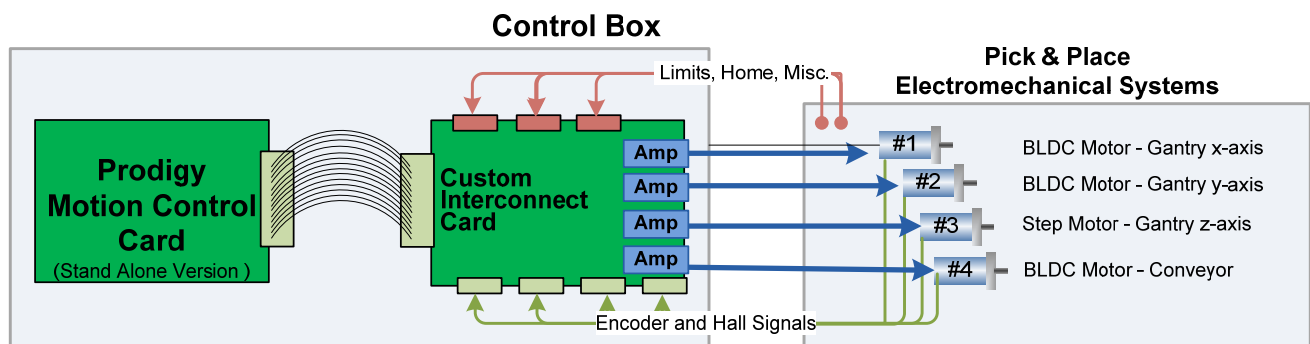 Control Box
Limits, Home, Misc.
Pick & Place
Electromechanical Systems
Prodigy
Motion Control
Card
(Stand Alone Version )
Custom
Interconnect
Card
Amp
Amp
Amp
Amp
#1
BLDC Motor - Gantry x-axis
#2
BLDC Motor - Gantry y-axis
#3
Step Motor - Gantry z-axis
#4
BLDC Motor - Conveyor
Encoder and Hall Signals